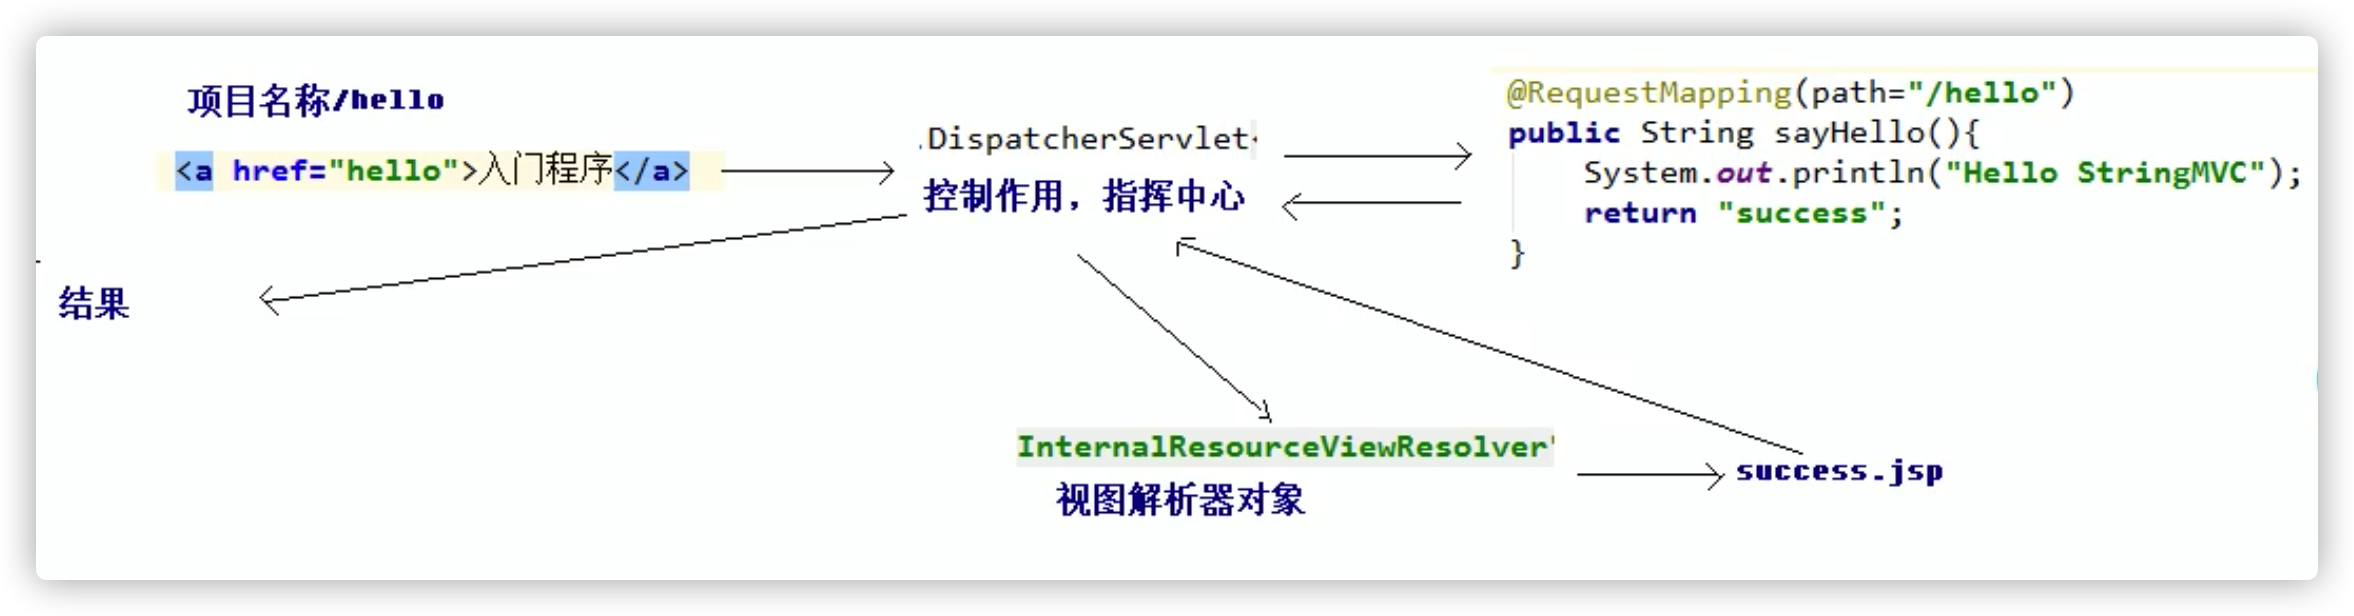 项目名称/hello
<a href="hello">入门程序</a>
.DispatcherServlet
控制作用，指挥中心
@RequestMapping(path="/hello")
public String sayHello(){
    System.out.println("Hello StringMVC");
    return "success";
}
结果
InternalResourceViewResolver"
视图解析器对象
success.jsp